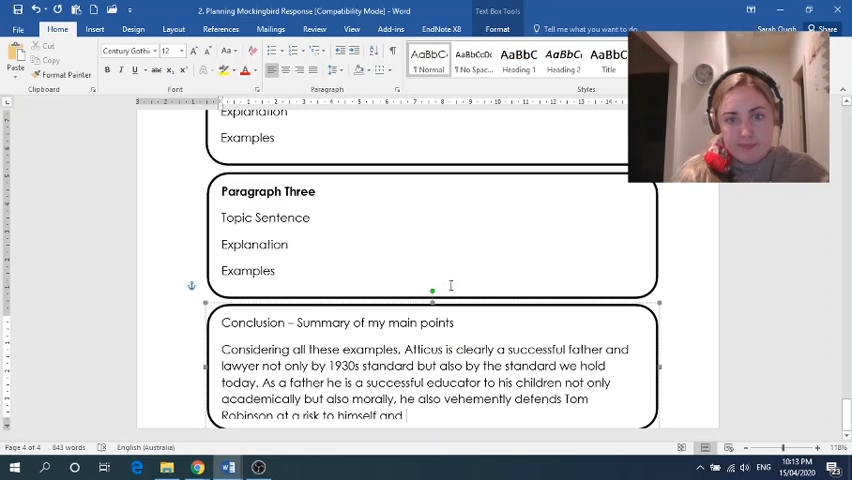 2. Planning Mockingbird Response [Compatibility Mode] - Word
Text Box Tools
Sarah Ough
File Home Insert Design Layout References Mailings Review View Add-ins EndNote X8 Format Tell me what you want to do... Share
Paste
Cut
Copy
Format Painter
Clipboard
Century Gothi 12
Font
Paragraph
AaBbC
¶ Normal
AaBbCcDc
¶ No Spac...
AaBbC
Heading 1
AaBbC
Heading 2
AaBbC
Title
Styles
Explanation
Examples
Paragraph Three
Topic Sentence
Explanation
Examples
Conclusion – Summary of my main points
Considering all these examples, Atticus is clearly a successful father and
lawyer not only by 1930s standard but also by the standard we hold
today. As a father he is a successful educator to his children not only
academically but also morally, he also vehemently defends Tom
Robinson at a risk to himself and
Page 4 of 4 843 words English (Australia) 118%
ENG
10:13 PM
15/04/2020
23